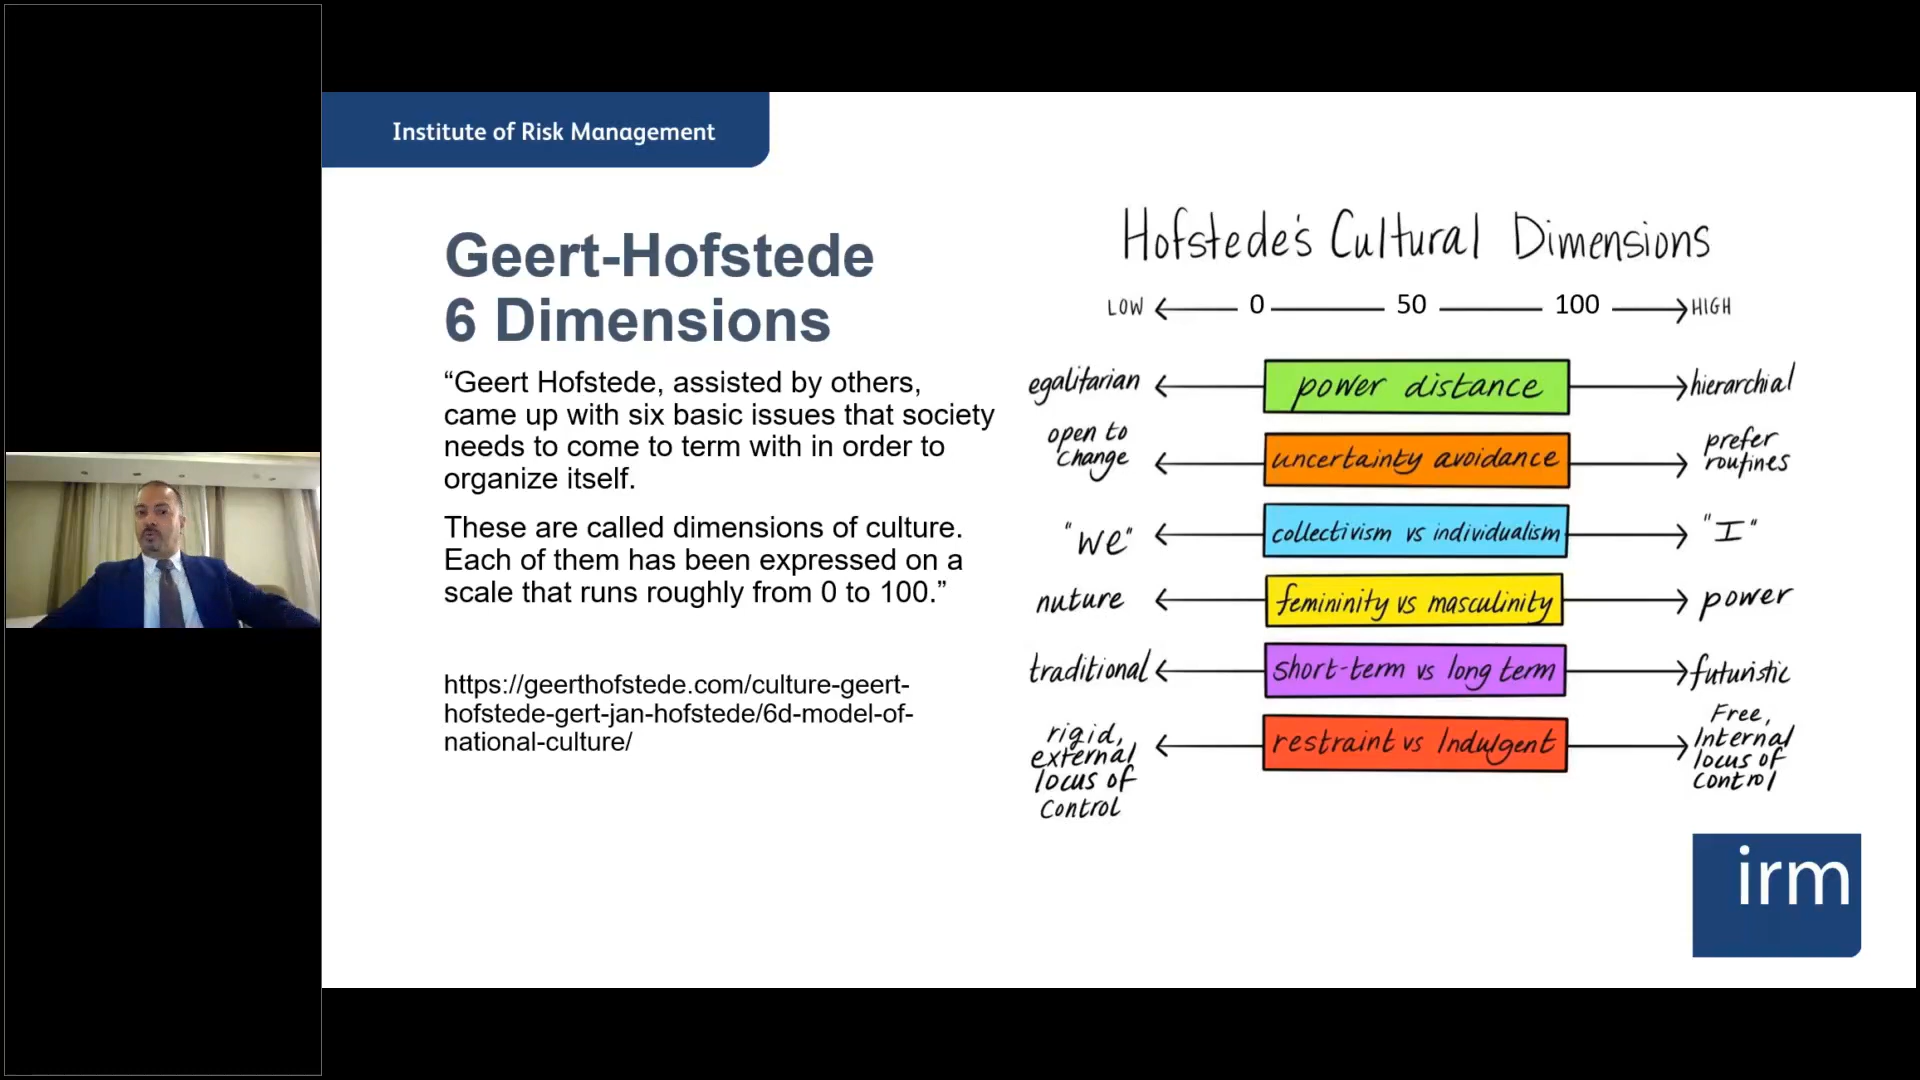 Institute of Risk Management
Geert-Hofstede
6 Dimensions
“Geert Hofstede, assisted by others,
came up with six basic issues that society
needs to come to term with in order to
organize itself.
These are called dimensions of culture.
Each of them has been expressed on a
scale that runs roughly from 0 to 100.”
https://geerthofstede.com/culture-geert-
hofstede-gert-jan-hofstede/6d-model-of-
national-culture/
Hofstede's Cultural Dimensions
LOW 0 50 100 HIGH
egalitarian power distance hierarchial
open to
change
uncertainty avoidance
prefer
routines
"we" collectivism vs individualism "I"
nuture femininity vs masculinity power
traditional short-term vs long term futuristic
rigid,
external
locus of
control
restraint vs Indulgent
Free,
Internal
locus of
control
irm